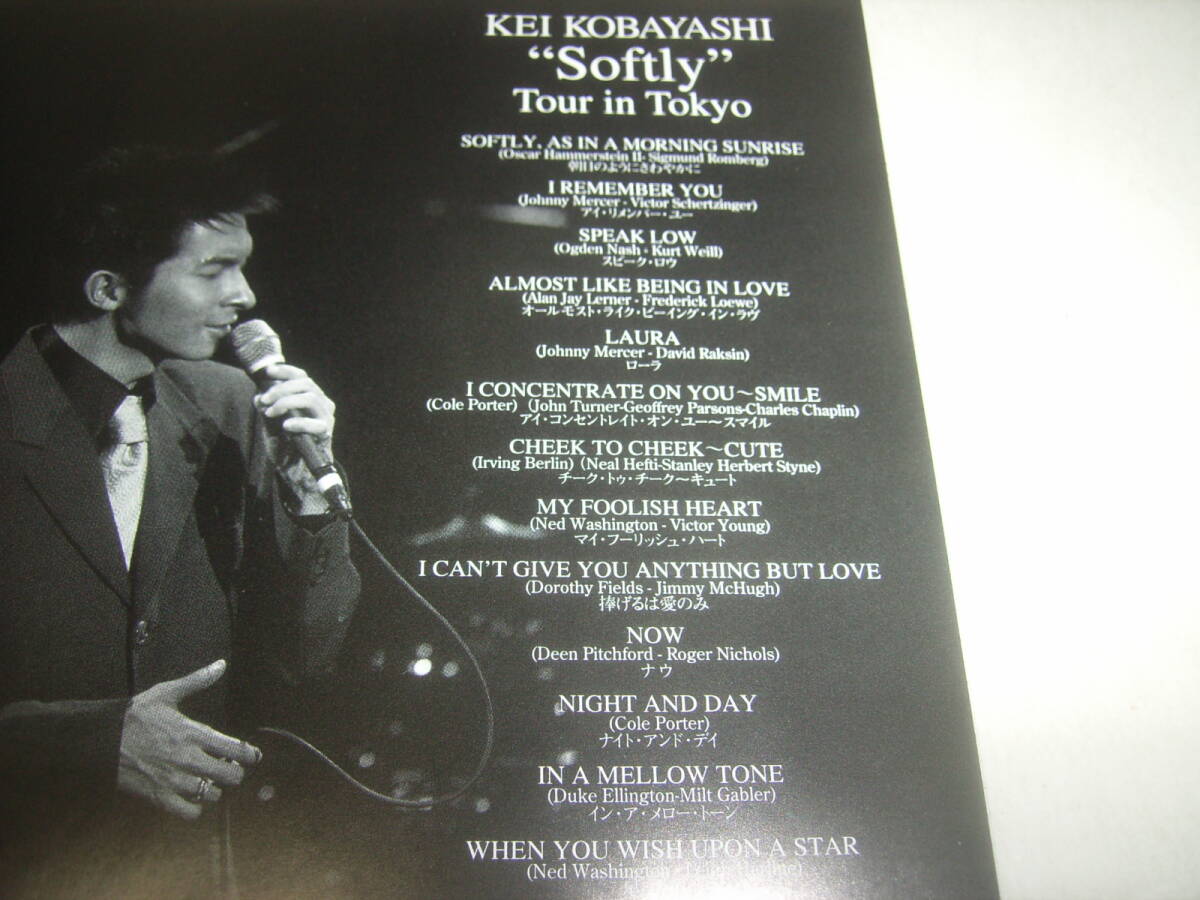 KEI KOBAYASHI
“Softly”
Tour in Tokyo
SOFTLY, AS IN A MORNING SUNRISE
(Oscar Hammerstein II- Sigmund Romberg)
朝日のようにさわやかに
I REMEMBER YOU
(Johnny Mercer - Victor Schertzinger)
アイ・リメンバー・ユー
SPEAK LOW
(Ogden Nash - Kurt Weill)
スピーク・ロウ
ALMOST LIKE BEING IN LOVE
(Alan Jay Lerner - Frederick Loewe)
オールモスト・ライク・ビーイング・イン・ラヴ
LAURA
(Johnny Mercer - David Raksin)
ローラ
I CONCENTRATE ON YOU～SMILE
(Cole Porter) (John Turner-Geoffrey Parsons-Charles Chaplin)
アイ・コンセントレイト・オン・ユー～スマイル
CHEEK TO CHEEK～CUTE
(Irving Berlin) (Neal Hefti-Stanley Herbert Styne)
チーク・トゥ・チーク～キュート
MY FOOLISH HEART
(Ned Washington - Victor Young)
マイ・フーリッシュ・ハート
I CAN'T GIVE YOU ANYTHING BUT LOVE
(Dorothy Fields - Jimmy McHugh)
捧げるは愛のみ
NOW
(Deen Pitchford - Roger Nichols)
ナウ
NIGHT AND DAY
(Cole Porter)
ナイト・アンド・デイ
IN A MELLOW TONE
(Duke Ellington-Milt Gabler)
イン・ア・メロー・トーン
WHEN YOU WISH UPON A STAR
(Ned Washington -